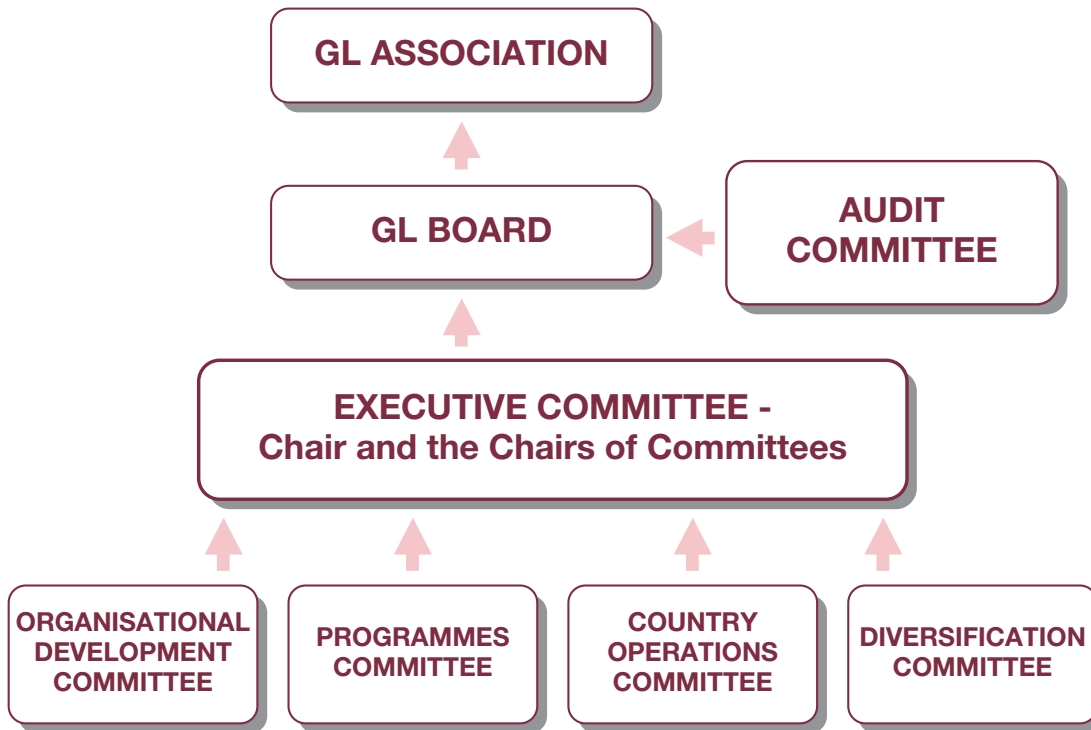 GL ASSOCIATION
GL BOARD
AUDIT
COMMITTEE
EXECUTIVE COMMITTEE -
Chair and the Chairs of Committees
ORGANISATIONAL
DEVELOPMENT
COMMITTEE
PROGRAMMES
COMMITTEE
COUNTRY
OPERATIONS
COMMITTEE
DIVERSIFICATION
COMMITTEE